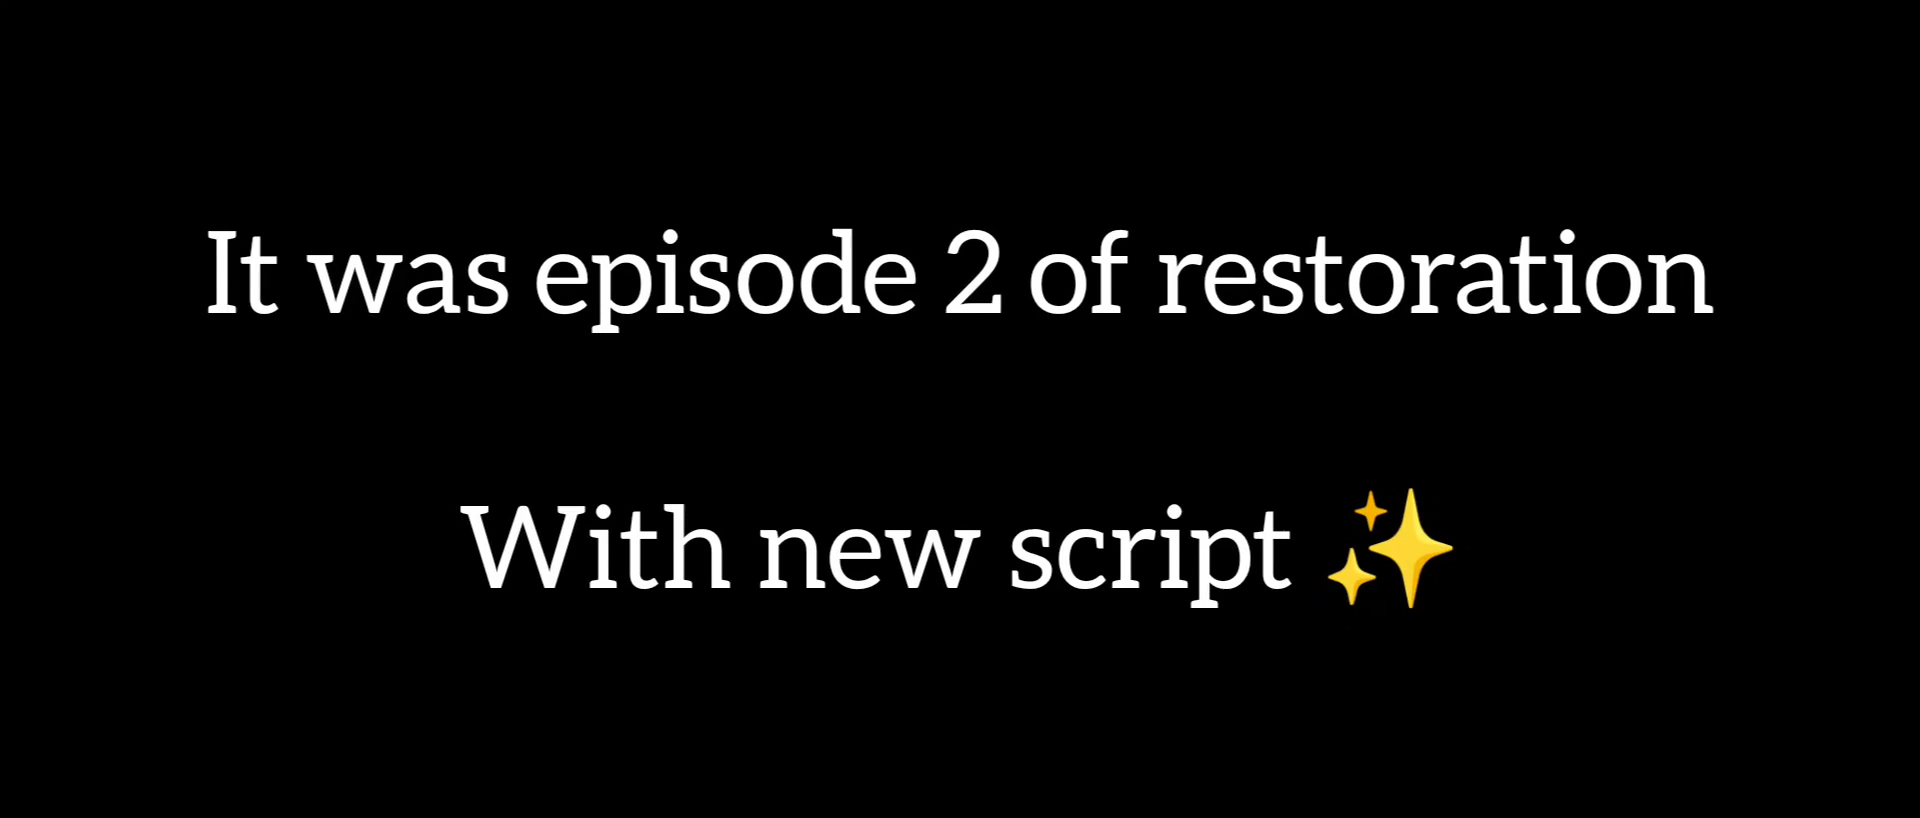 It was episode 2 of restoration
With new script ✨